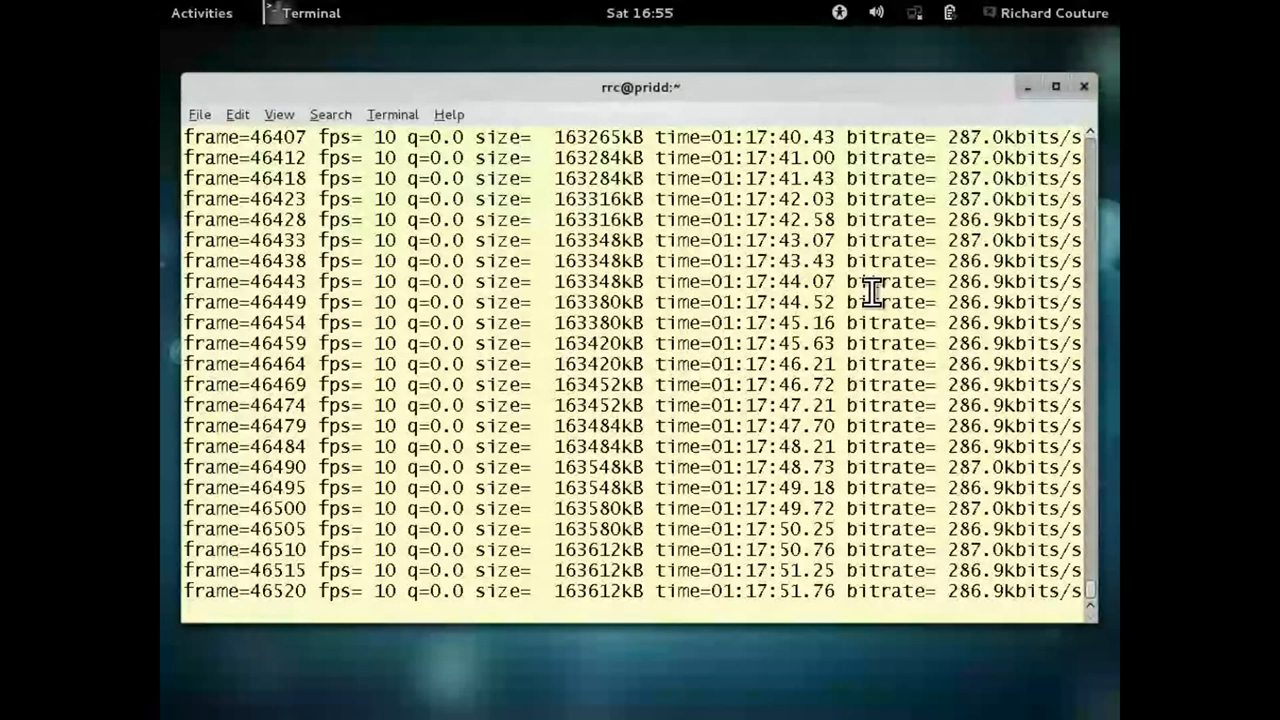 Activities
Terminal
Sat 16:55
Richard Couture
rrc@pridd:~
File Edit View Search Terminal Help
frame=46407 fps= 10 q=0.0 size=  163265kB time=01:17:40.43 bitrate= 287.0kbits/s
frame=46412 fps= 10 q=0.0 size=  163284kB time=01:17:41.00 bitrate= 287.0kbits/s
frame=46418 fps= 10 q=0.0 size=  163284kB time=01:17:41.43 bitrate= 287.0kbits/s
frame=46423 fps= 10 q=0.0 size=  163316kB time=01:17:42.03 bitrate= 287.0kbits/s
frame=46428 fps= 10 q=0.0 size=  163316kB time=01:17:42.58 bitrate= 286.9kbits/s
frame=46433 fps= 10 q=0.0 size=  163348kB time=01:17:43.07 bitrate= 287.0kbits/s
frame=46438 fps= 10 q=0.0 size=  163348kB time=01:17:43.43 bitrate= 286.9kbits/s
frame=46443 fps= 10 q=0.0 size=  163348kB time=01:17:44.07 bitrate= 286.9kbits/s
frame=46449 fps= 10 q=0.0 size=  163380kB time=01:17:44.52 bitrate= 286.9kbits/s
frame=46454 fps= 10 q=0.0 size=  163380kB time=01:17:45.16 bitrate= 286.9kbits/s
frame=46459 fps= 10 q=0.0 size=  163420kB time=01:17:45.63 bitrate= 286.9kbits/s
frame=46464 fps= 10 q=0.0 size=  163420kB time=01:17:46.21 bitrate= 286.9kbits/s
frame=46469 fps= 10 q=0.0 size=  163452kB time=01:17:46.72 bitrate= 286.9kbits/s
frame=46474 fps= 10 q=0.0 size=  163452kB time=01:17:47.21 bitrate= 286.9kbits/s
frame=46479 fps= 10 q=0.0 size=  163484kB time=01:17:47.70 bitrate= 286.9kbits/s
frame=46484 fps= 10 q=0.0 size=  163484kB time=01:17:48.21 bitrate= 286.9kbits/s
frame=46490 fps= 10 q=0.0 size=  163548kB time=01:17:48.73 bitrate= 287.0kbits/s
frame=46495 fps= 10 q=0.0 size=  163548kB time=01:17:49.18 bitrate= 286.9kbits/s
frame=46500 fps= 10 q=0.0 size=  163580kB time=01:17:49.72 bitrate= 287.0kbits/s
frame=46505 fps= 10 q=0.0 size=  163580kB time=01:17:50.25 bitrate= 286.9kbits/s
frame=46510 fps= 10 q=0.0 size=  163612kB time=01:17:50.76 bitrate= 287.0kbits/s
frame=46515 fps= 10 q=0.0 size=  163612kB time=01:17:51.25 bitrate= 286.9kbits/s
frame=46520 fps= 10 q=0.0 size=  163612kB time=01:17:51.76 bitrate= 286.9kbits/s